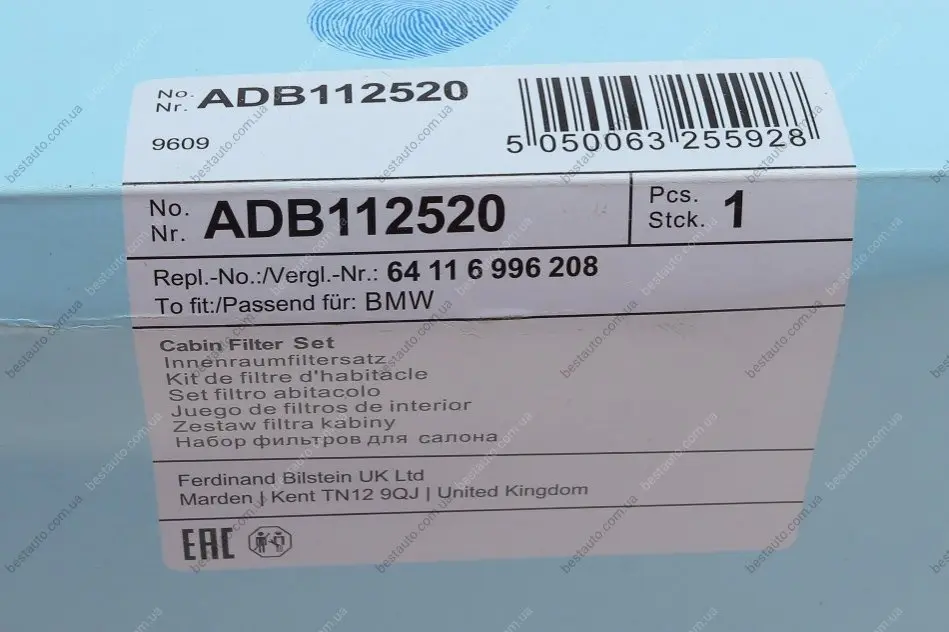 No.
Nr. ADB112520
9609
5 050063 255928
No.
Nr. ADB112520
Pcs.
Stck. 1
Repl.-No.:/Vergl.-Nr.: 64 11 6 996 208
To fit:/Passend für: BMW
Cabin Filter Set
Innenraumfiltersatz
Kit de filtre d'habitacle
Set filtro abitacolo
Juego de filtros de interior
Zestaw filtra kabiny
Набор фильтров для салона
Ferdinand Bilstein UK Ltd
Marden | Kent TN12 9QJ | United Kingdom
EAC
bestauto.com.ua